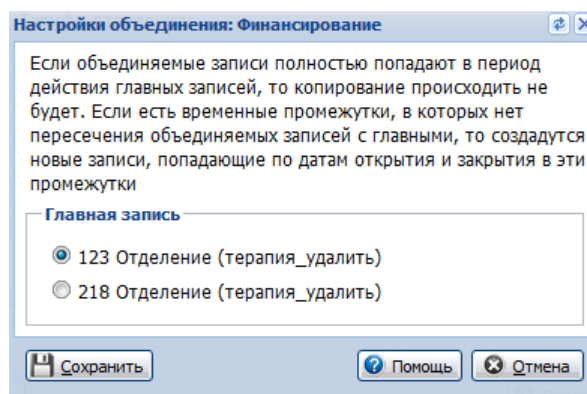 Настройки объединения: Финансирование
Если объединяемые записи полностью попадают в период
действия главных записей, то копирование происходить не
будет. Если есть временные промежутки, в которых нет
пересечения объединяемых записей с главными, то создадутся
новые записи, попадающие по датам открытия и закрытия в эти
промежутки
Главная запись
123 Отделение (терапия_удалить)
218 Отделение (терапия_удалить)
Сохранить
Помощь
Отмена